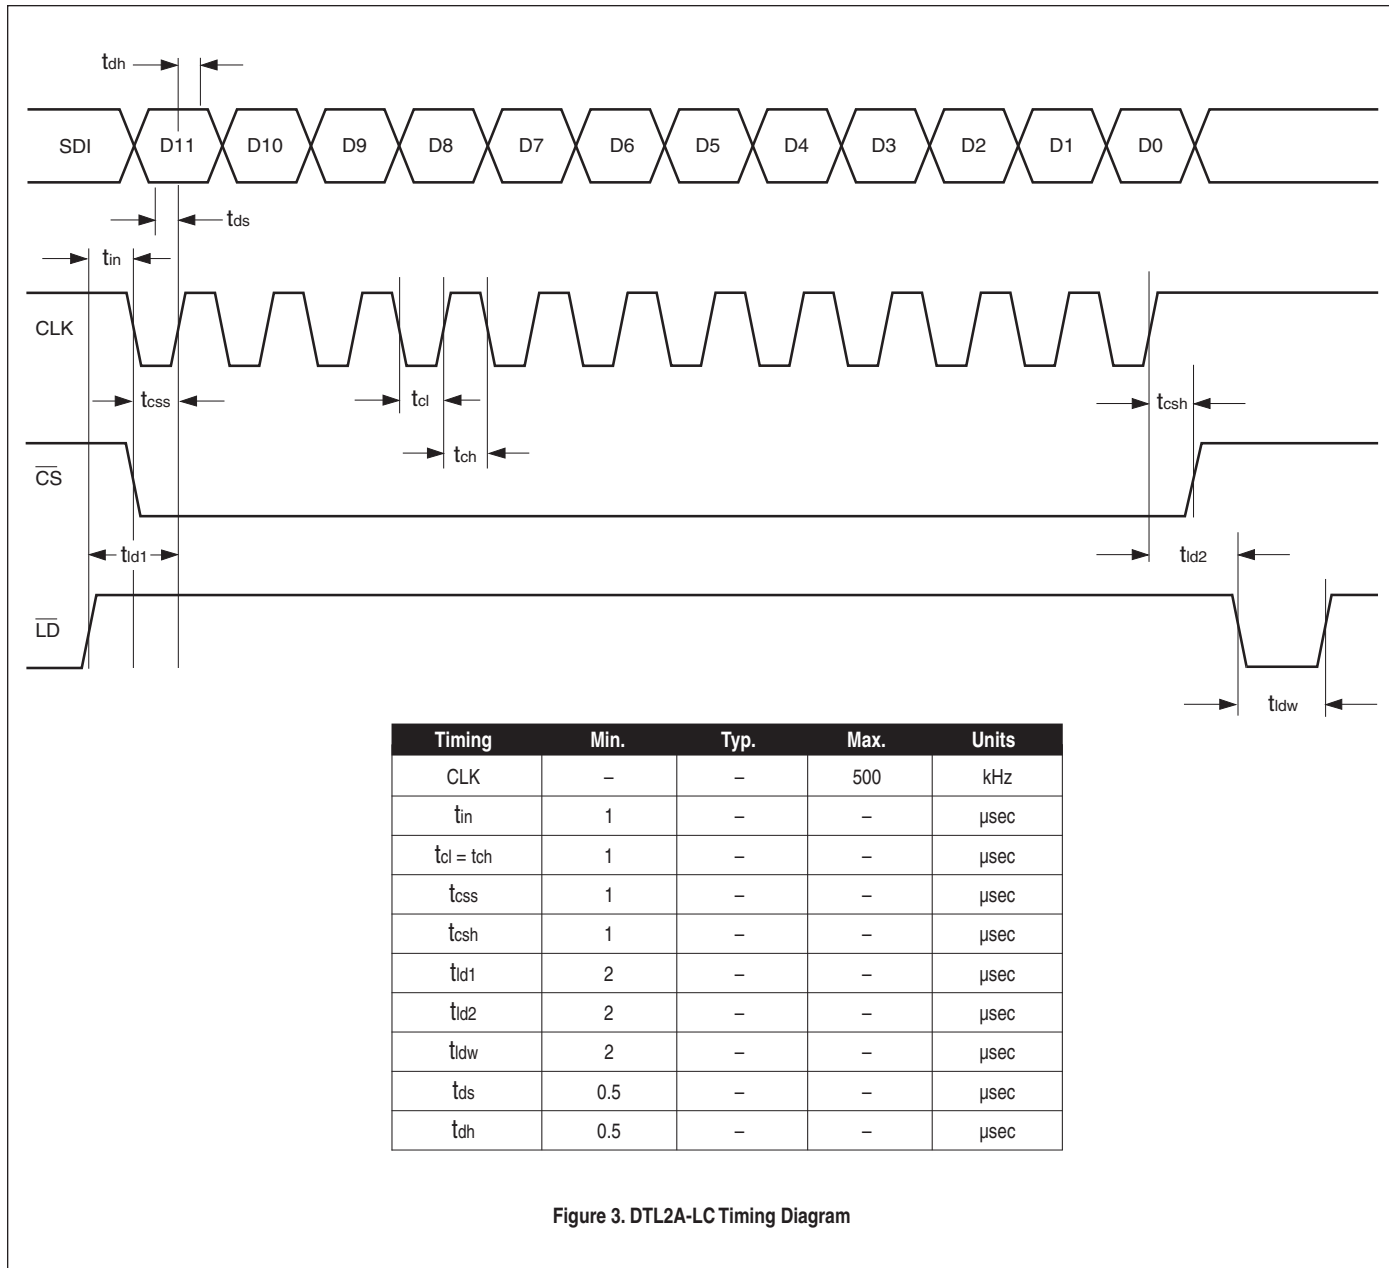 tdh
SDI D11 D10 D9 D8 D7 D6 D5 D4 D3 D2 D1 D0
tds
tin
CLK
tcss tcl tcsh
tch
CS
tld1 tld2
LD
tldw
Timing Min. Typ. Max. Units
CLK – – 500 kHz
tin 1 – – µsec
tcl = tch 1 – – µsec
tcss 1 – – µsec
tcsh 1 – – µsec
tld1 2 – – µsec
tld2 2 – – µsec
tldw 2 – – µsec
tds 0.5 – – µsec
tdh 0.5 – – µsec
Figure 3. DTL2A-LC Timing Diagram